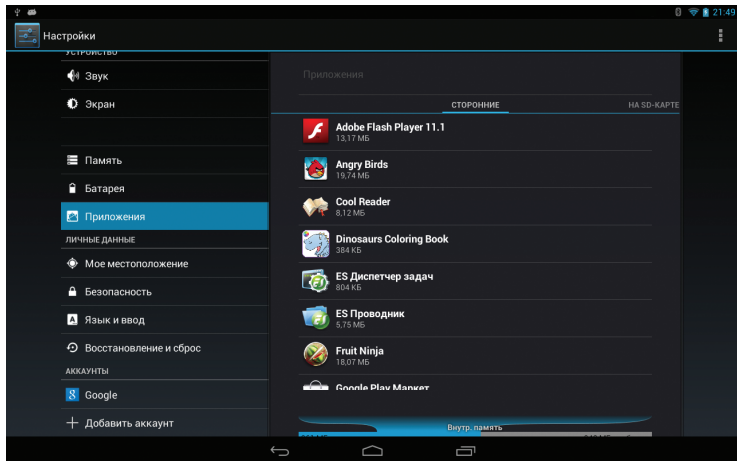 21:49
Настройки
УСТРОЙСТВО
Звук
Экран
Память
Батарея
Приложения
ЛИЧНЫЕ ДАННЫЕ
Мое местоположение
Безопасность
Язык и ввод
Восстановление и сброс
АККАУНТЫ
Google
Добавить аккаунт
Приложения
СТОРОННИЕ
НА SD-КАРТЕ
Adobe Flash Player 11.1
13,17 МБ
Angry Birds
19,74 МБ
Cool Reader
8,12 МБ
Dinosaurs Coloring Book
384 КБ
ES Диспетчер задач
804 КБ
ES Проводник
5,75 МБ
Fruit Ninja
18,07 МБ
Google Play Маркет
Внутр. память